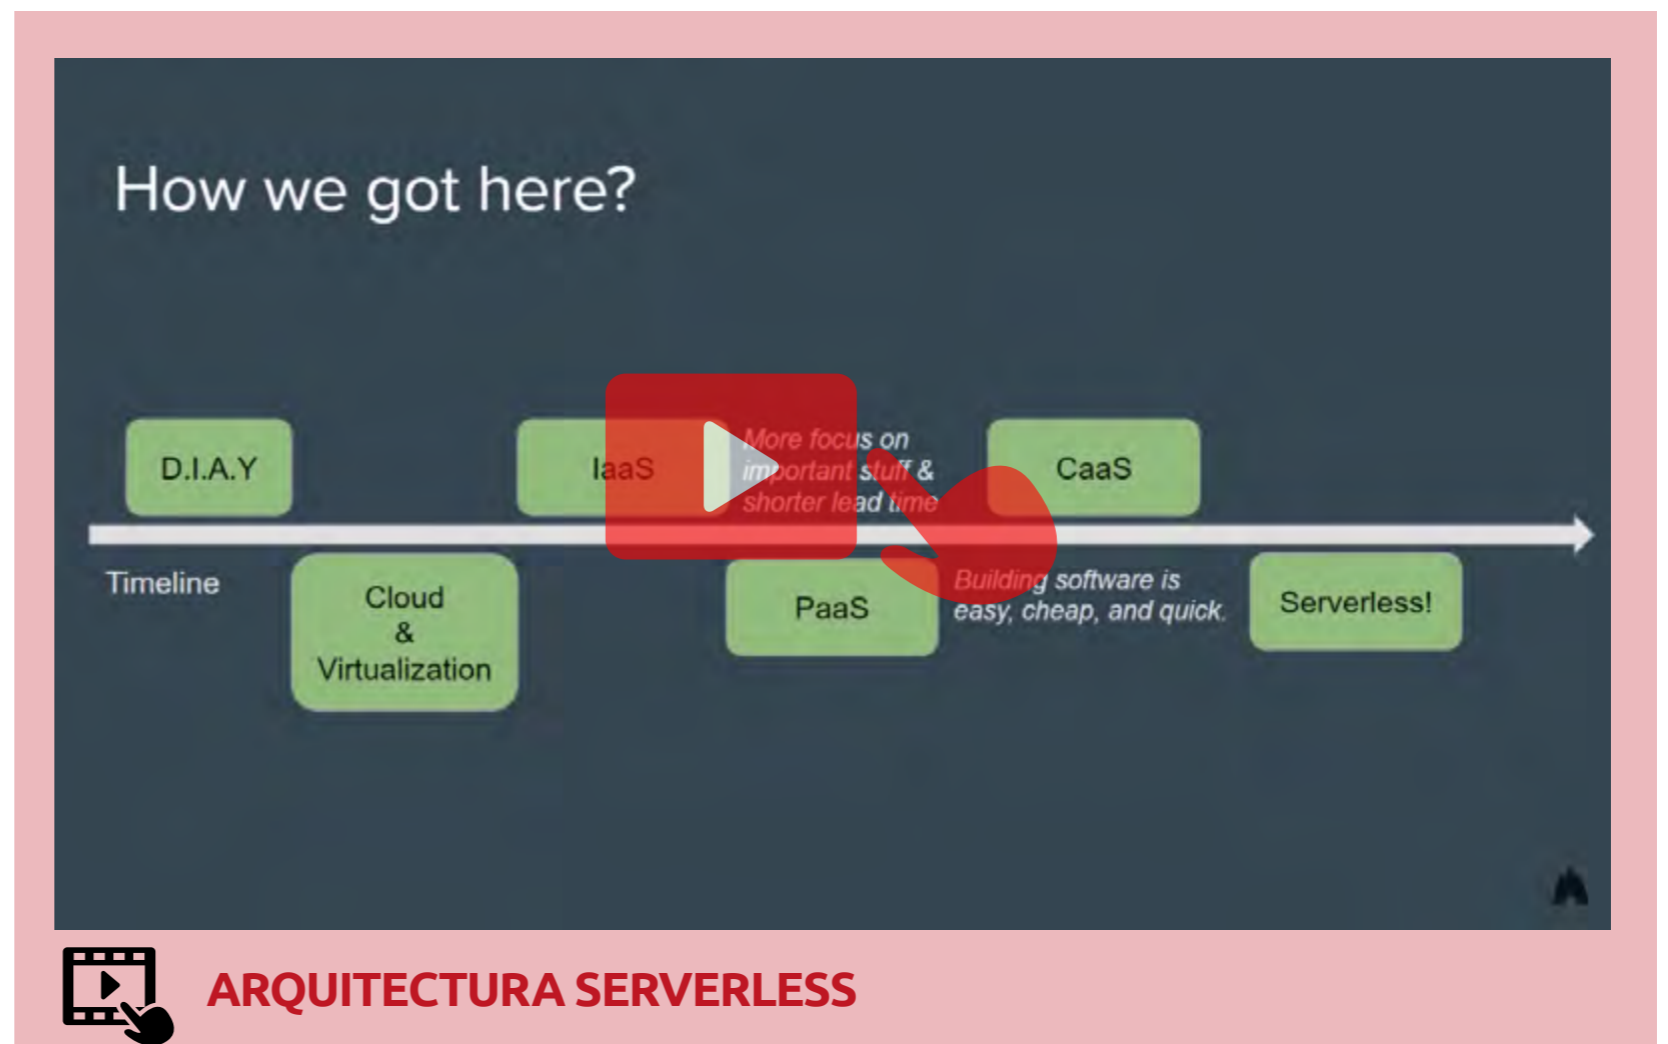 How we got here?
D.I.A.Y
IaaS
More focus on
important stuff &
shorter lead time
CaaS
Timeline
Cloud
&
Virtualization
PaaS
Building software is
easy, cheap, and quick.
Serverless!
ARQUITECTURA SERVERLESS